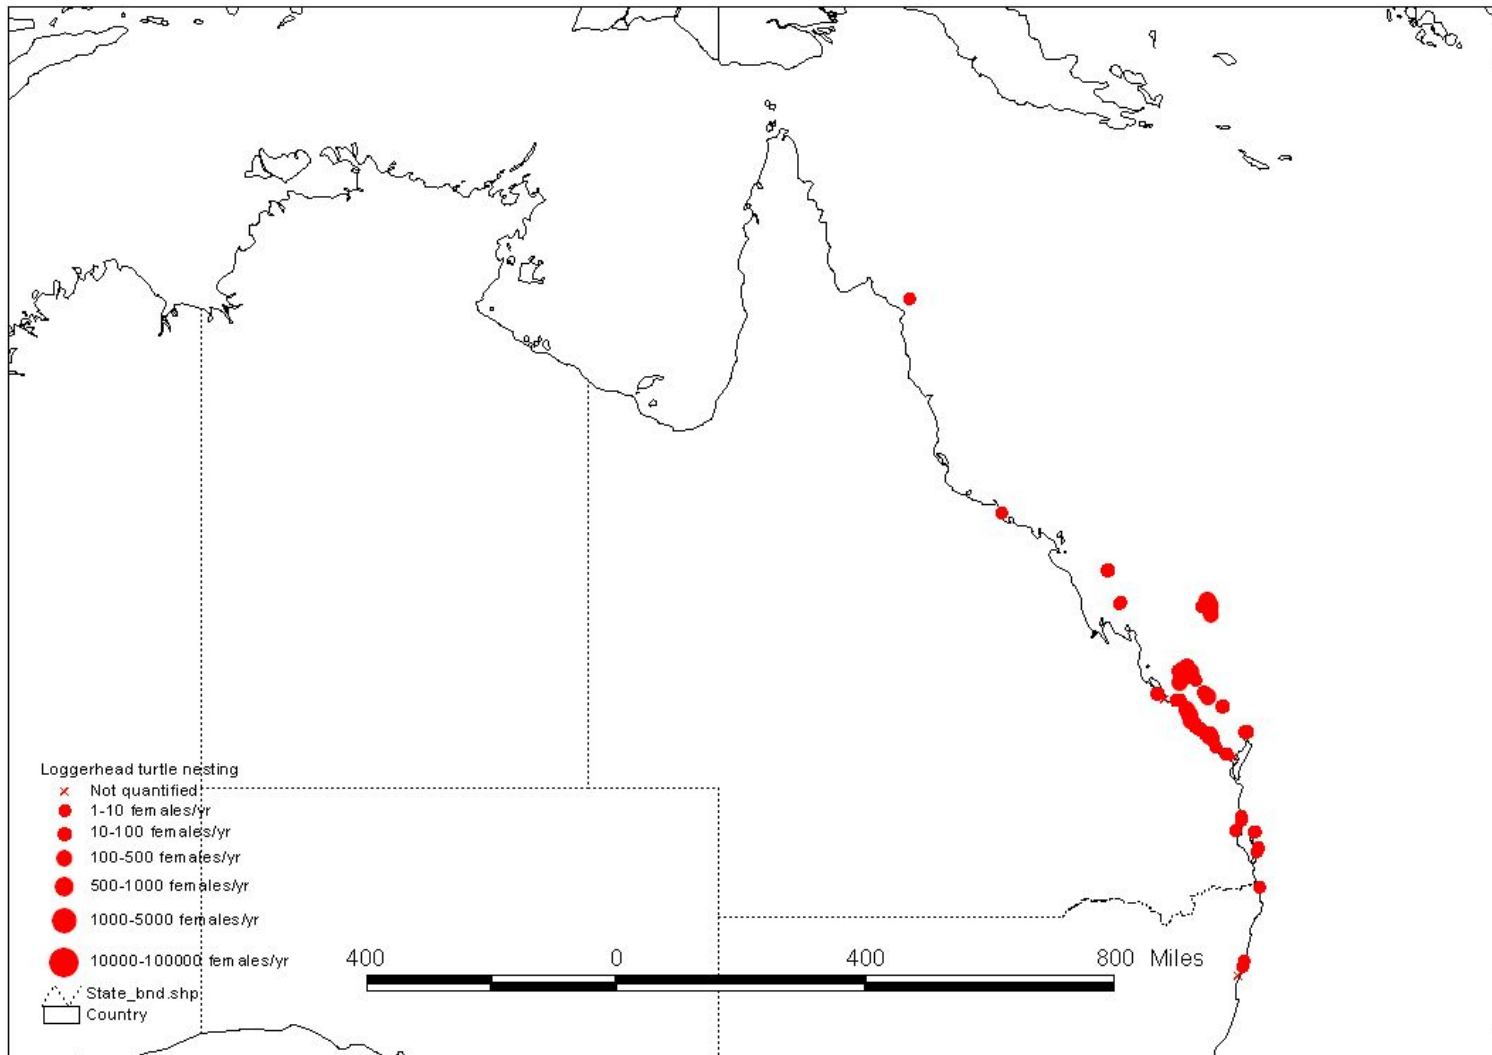 Loggerhead turtle nesting
Not quantified
1-10 females/yr
10-100 females/yr
100-500 females/yr
500-1000 females/yr
1000-5000 females/yr
10000-100000 females/yr
State_bnd.shp
Country
400 0 400 800 Miles